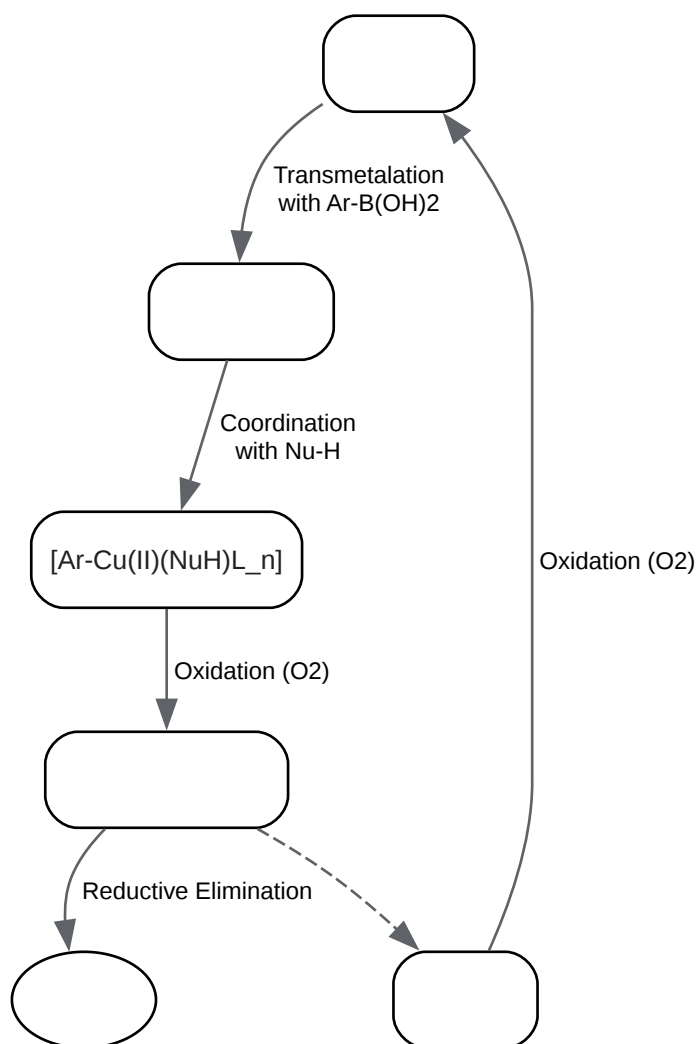 Transmetalation
with Ar-B(OH)2
Coordination
with Nu-H
[Ar-Cu(II)(NuH)L_n]
Oxidation (O2)
Oxidation (O2)
Reductive Elimination